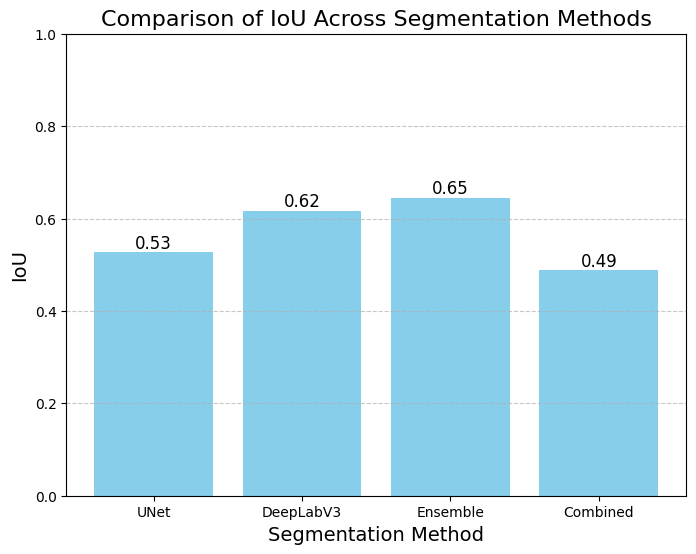 Comparison of IoU Across Segmentation Methods
1.0
0.8
0.6
0.4
0.2
0.0
IoU
0.53
0.62
0.65
0.49
UNet
DeepLabV3
Ensemble
Combined
Segmentation Method